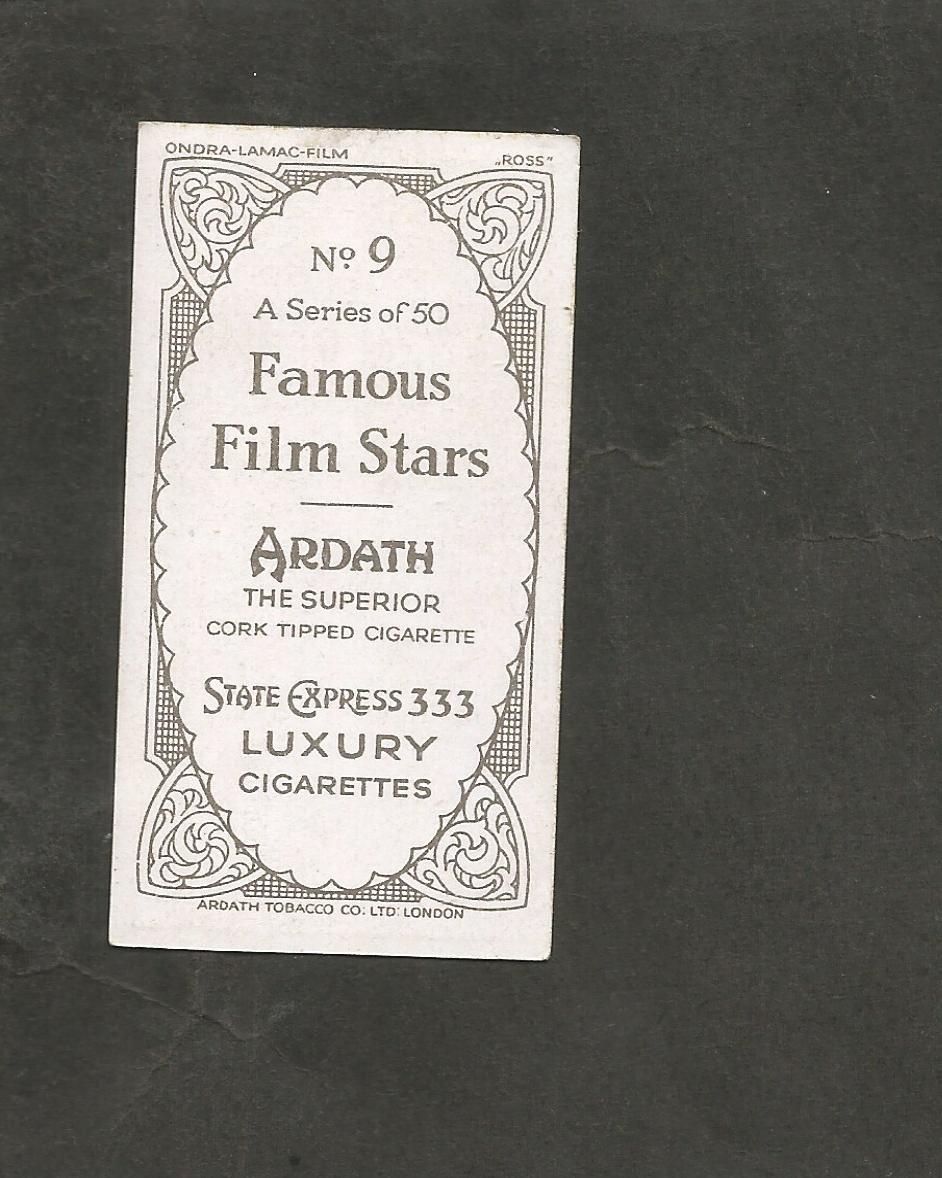 ONDRA-LAMAC-FILM „ROSS”
Nº 9
A Series of 50
Famous
Film Stars
ARDATH
THE SUPERIOR
CORK TIPPED CIGARETTE
STATE EXPRESS 333
LUXURY
CIGARETTES
ARDATH TOBACCO CO: LTD: LONDON